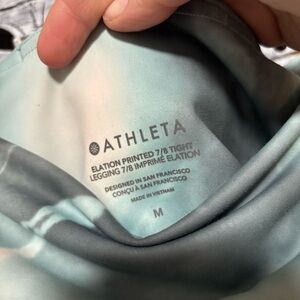 ATHLETA
ELATION PRINTED 7/8 TIGHT
LEGGING 7/8 IMPRIMÉ ELATION
DESIGNED IN SAN FRANCISCO
CONÇU À SAN FRANCISCO
MADE IN VIETNAM
M